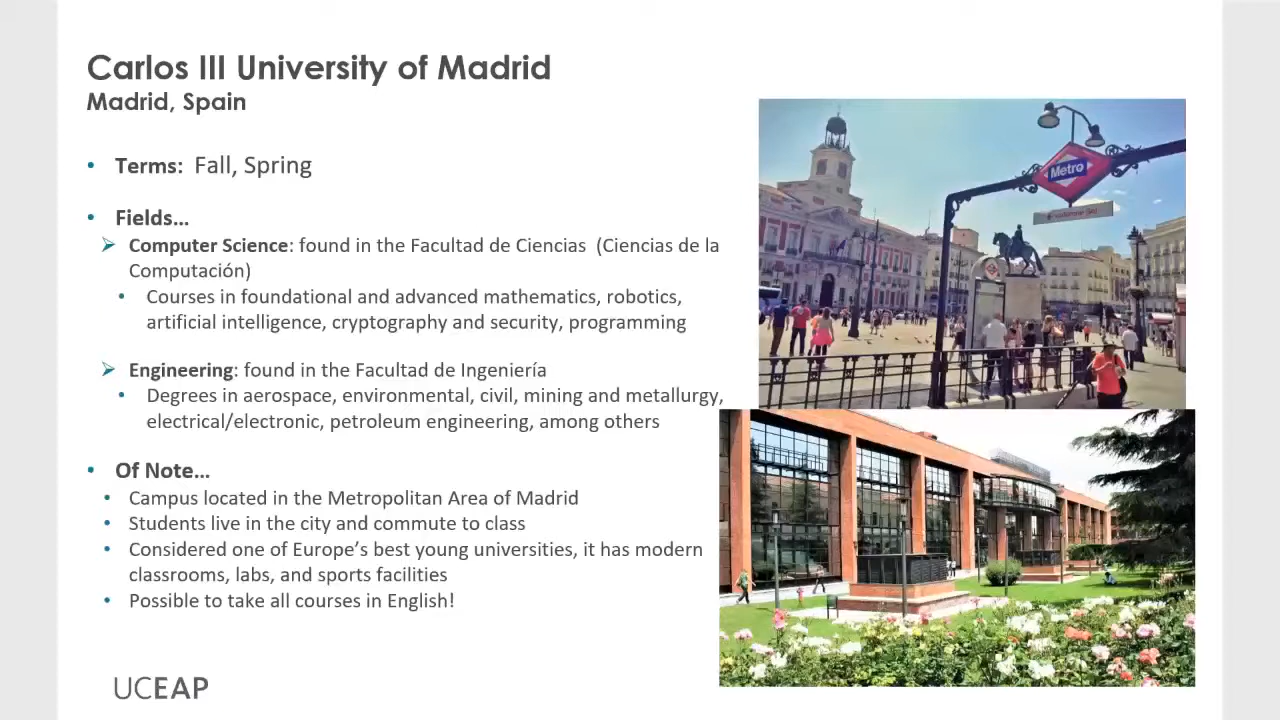 Carlos III University of Madrid
Madrid, Spain
• Terms: Fall, Spring
• Fields...
➢ Computer Science: found in the Facultad de Ciencias (Ciencias de la
Computación)
• Courses in foundational and advanced mathematics, robotics,
artificial intelligence, cryptography and security, programming
➢ Engineering: found in the Facultad de Ingeniería
• Degrees in aerospace, environmental, civil, mining and metallurgy,
electrical/electronic, petroleum engineering, among others
• Of Note...
• Campus located in the Metropolitan Area of Madrid
• Students live in the city and commute to class
• Considered one of Europe's best young universities, it has modern
classrooms, labs, and sports facilities
• Possible to take all courses in English!
Metro
UCEAP